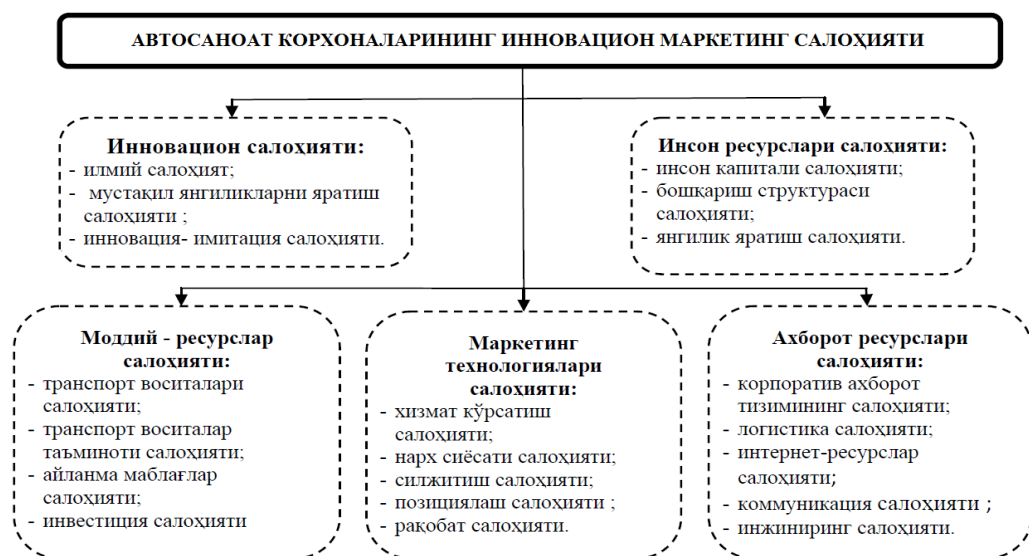 АВТОСАНОАТ КОРХОНАЛАРИНИНГ ИННОВАЦИОН МАРКЕТИНГ САЛОҲИЯТИ
Инновацион салоҳияти:
- илмий салоҳият;
- мустақил янгиликларни яратиш
салоҳияти ;
- инновация- имитация салоҳияти.
Инсон ресурслари салоҳияти:
- инсон капитали салоҳияти;
- бошқариш структураси
салоҳияти;
- янгилик яратиш салоҳияти.
Моддий - ресурслар
салоҳияти:
- транспорт воситалари
салоҳияти;
- транспорт воситалар
таъминоти салоҳияти;
- айланма маблағлар
салоҳияти;
- инвестиция салоҳияти
Маркетинг
технологиялари
салоҳияти:
- хизмат кўрсатиш
салоҳияти;
- нарх сиёсати салоҳияти;
- силжитиш салоҳияти;
- позициялаш салоҳияти ;
- рақобат салоҳияти.
Ахборот ресурслари
салоҳияти:
- корпоратив ахборот
тизимининг салоҳияти;
- логистика салоҳияти;
- интернет-ресурслар
салоҳияти;
- коммуникация салоҳияти ;
- инжиниринг салоҳияти.